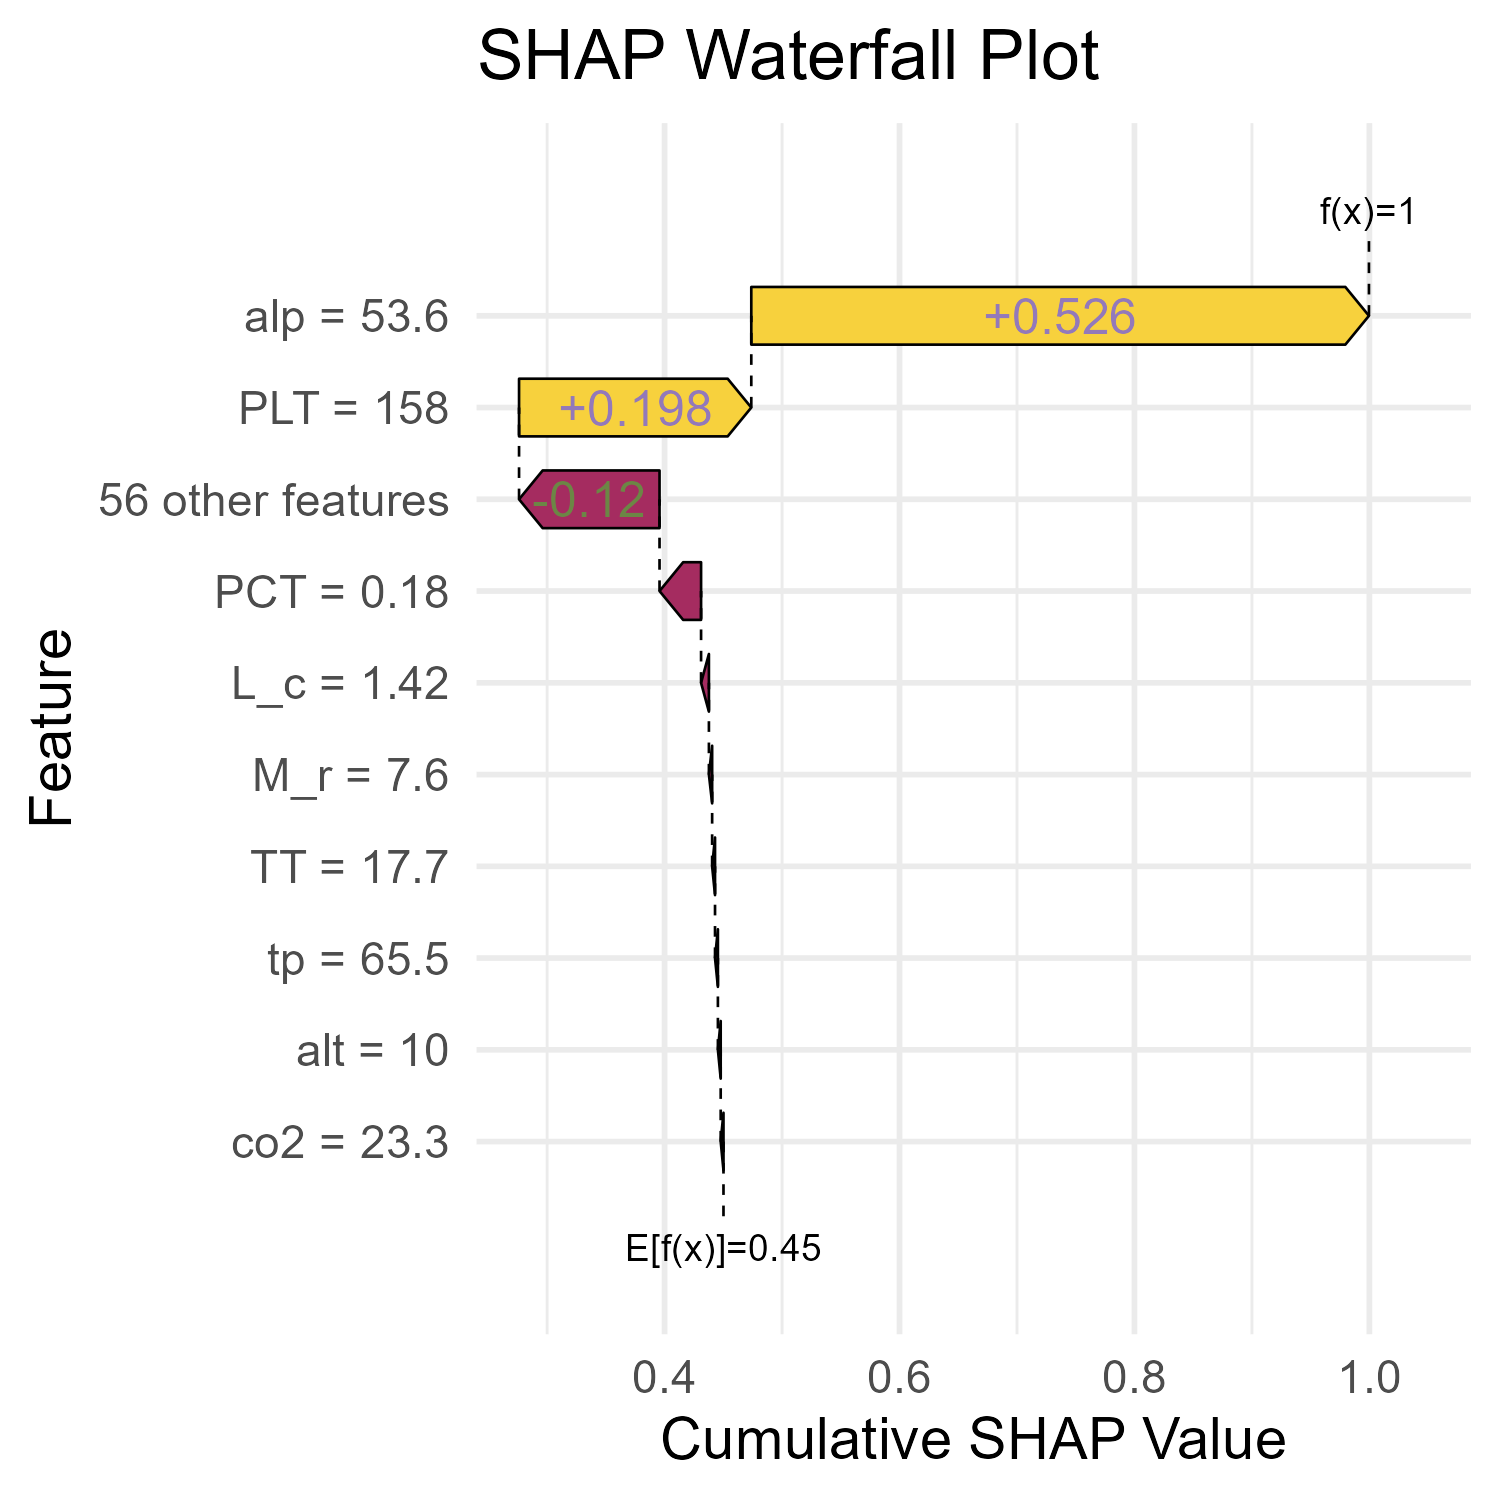 SHAP Waterfall Plot
f(x)=1
alp = 53.6
+0.526
PLT = 158
+0.198
56 other features
-0.12
PCT = 0.18
L_c = 1.42
M_r = 7.6
TT = 17.7
tp = 65.5
alt = 10
co2 = 23.3
E[f(x)]=0.45
Feature
0.4 0.6 0.8 1.0
Cumulative SHAP Value